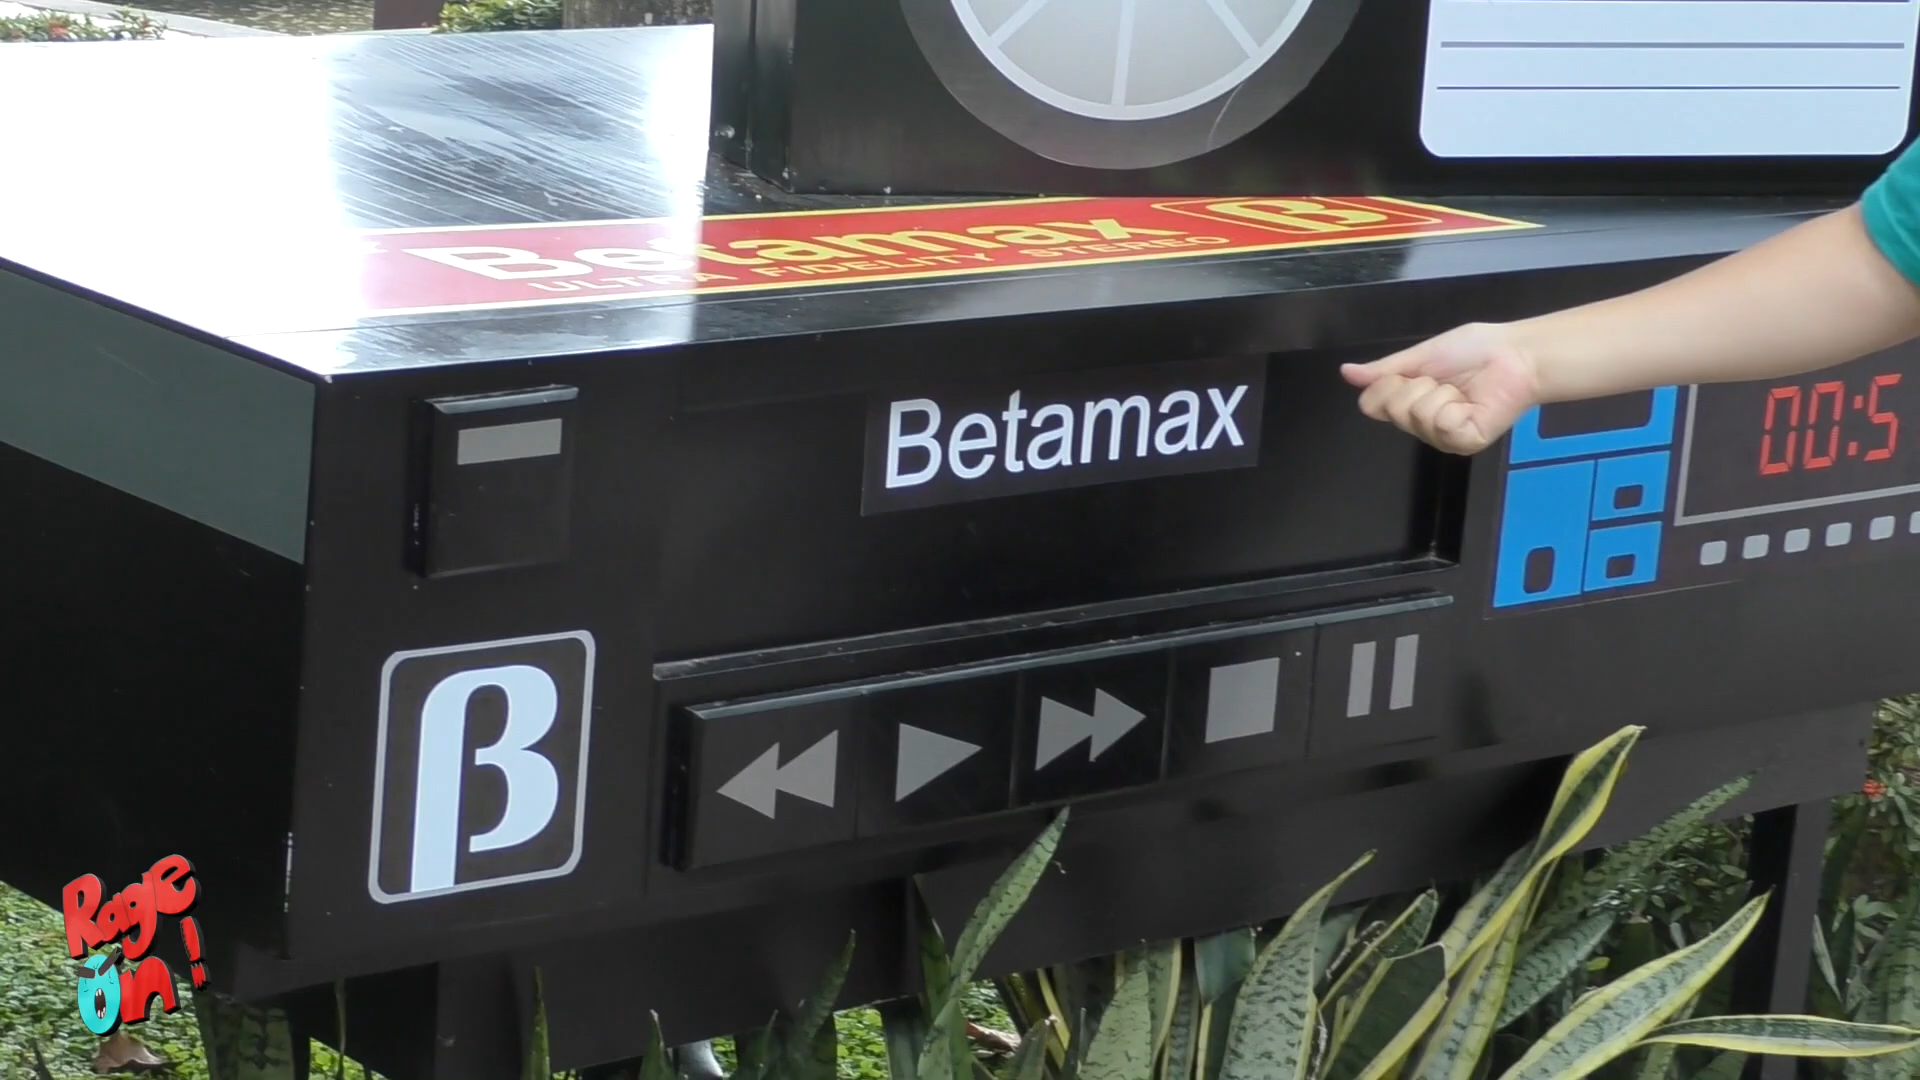 Betamax β
ULTRA FIDELITY STEREO
Betamax
00:5
β
Rage
On!